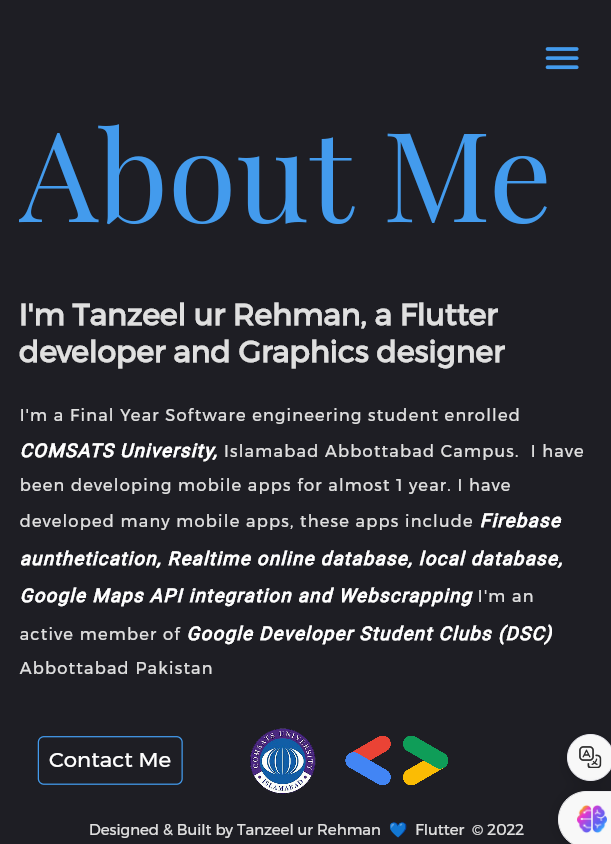 About Me
I'm Tanzeel ur Rehman, a Flutter
developer and Graphics designer
I'm a Final Year Software engineering student enrolled
COMSATS University, Islamabad Abbottabad Campus. I have
been developing mobile apps for almost 1 year. I have
developed many mobile apps, these apps include Firebase
aunthetication, Realtime online database, local database,
Google Maps API integration and Webscrapping I'm an
active member of Google Developer Student Clubs (DSC)
Abbottabad Pakistan
Contact Me
COMSATS UNIVERSITY
ISLAMABAD
Designed & Built by Tanzeel ur Rehman 💙 Flutter © 2022